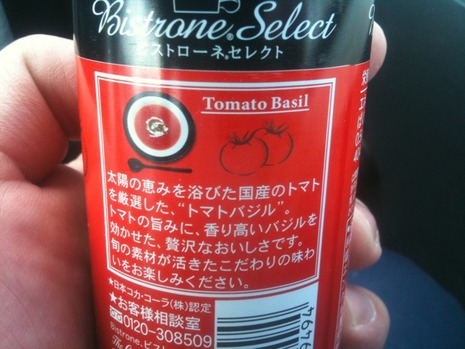 Bistrone® Select
ビストローネ®セレクト
Tomato Basil
太陽の恵みを浴びた国産のトマト
を厳選した、“トマトバジル”。
トマトの旨みに、香り高いバジルを
効かせた、贅沢なおいしさです。
旬の素材が活きたこだわりの味わ
いをお楽しみください。
★日本コカ・コーラ(株)認定
★お客様相談室
0120-308509
Bistrone,ビスト